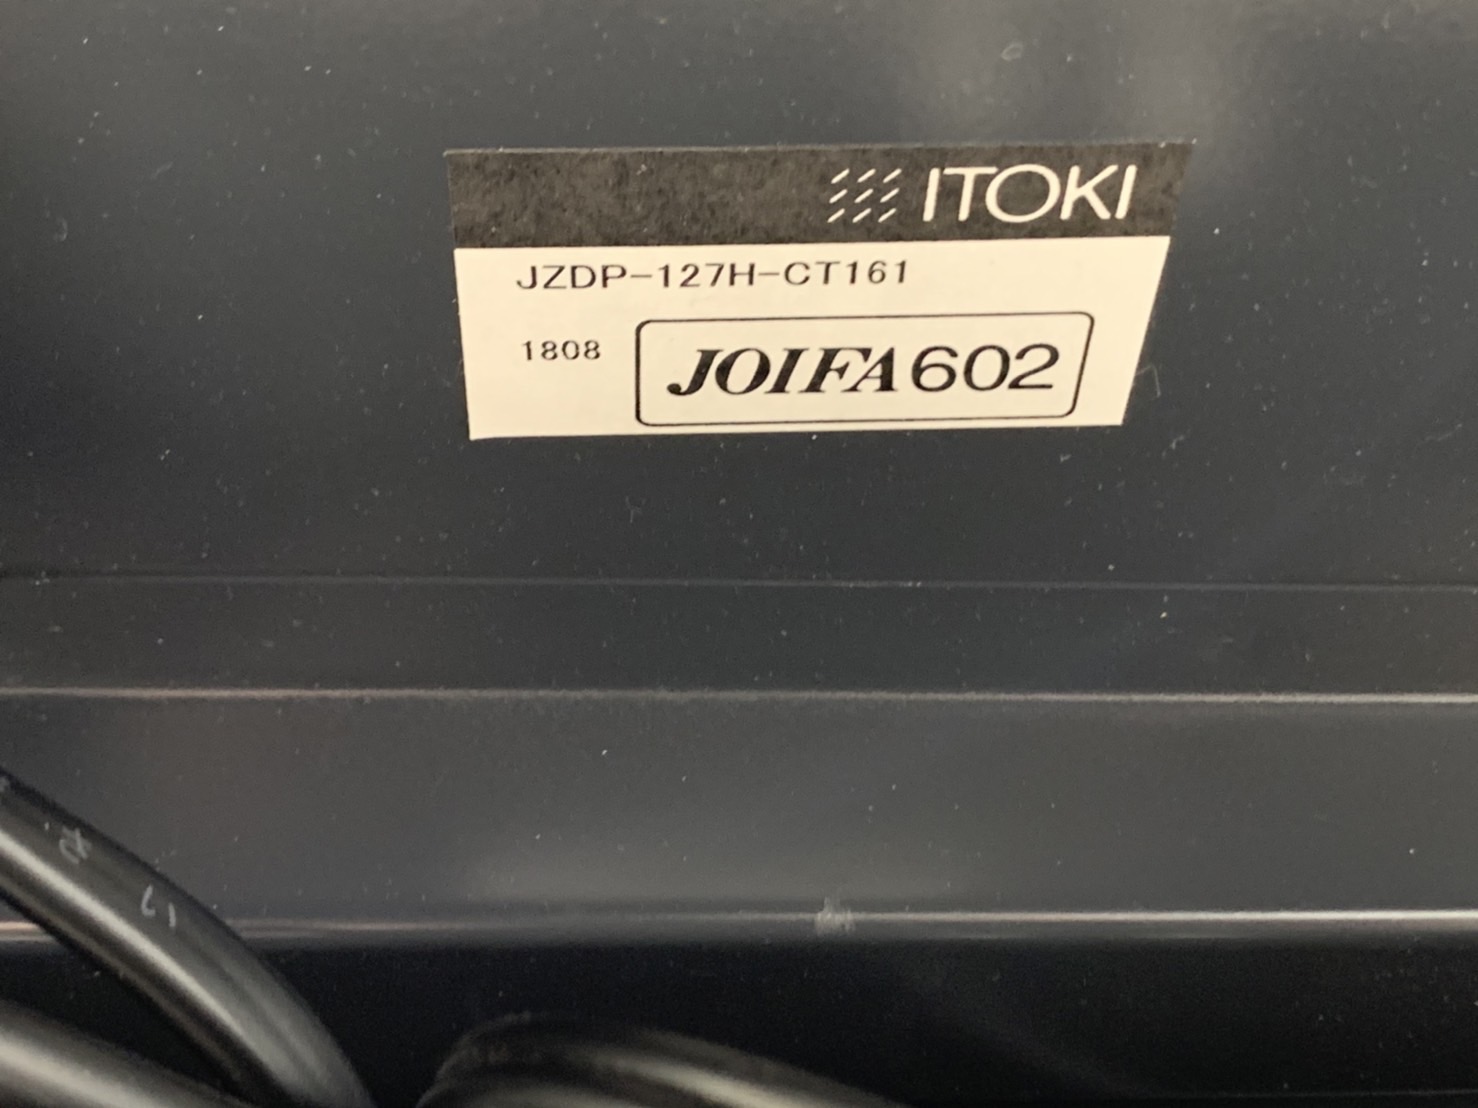 ITOKI
JZDP-127H-CT161
1808
JOIFA602